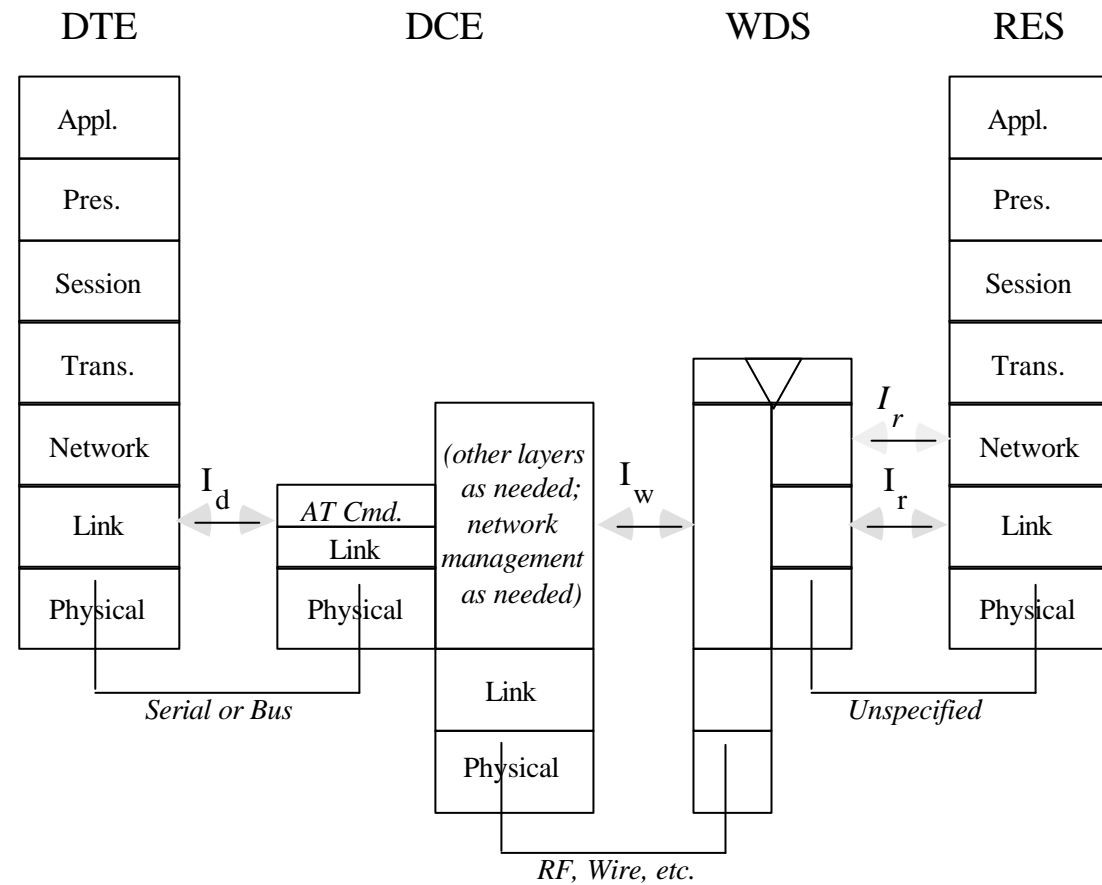 DTE
DCE
WDS
RES
Appl.
Pres.
Session
Trans.
Network
Link
Physical
I d
AT Cmd.
Link
Physical
(other layers
as needed;
network
management
as needed)
Link
Physical
I w
I r
I r
Appl.
Pres.
Session
Trans.
Network
Link
Physical
Serial or Bus
Unspecified
RF, Wire, etc.